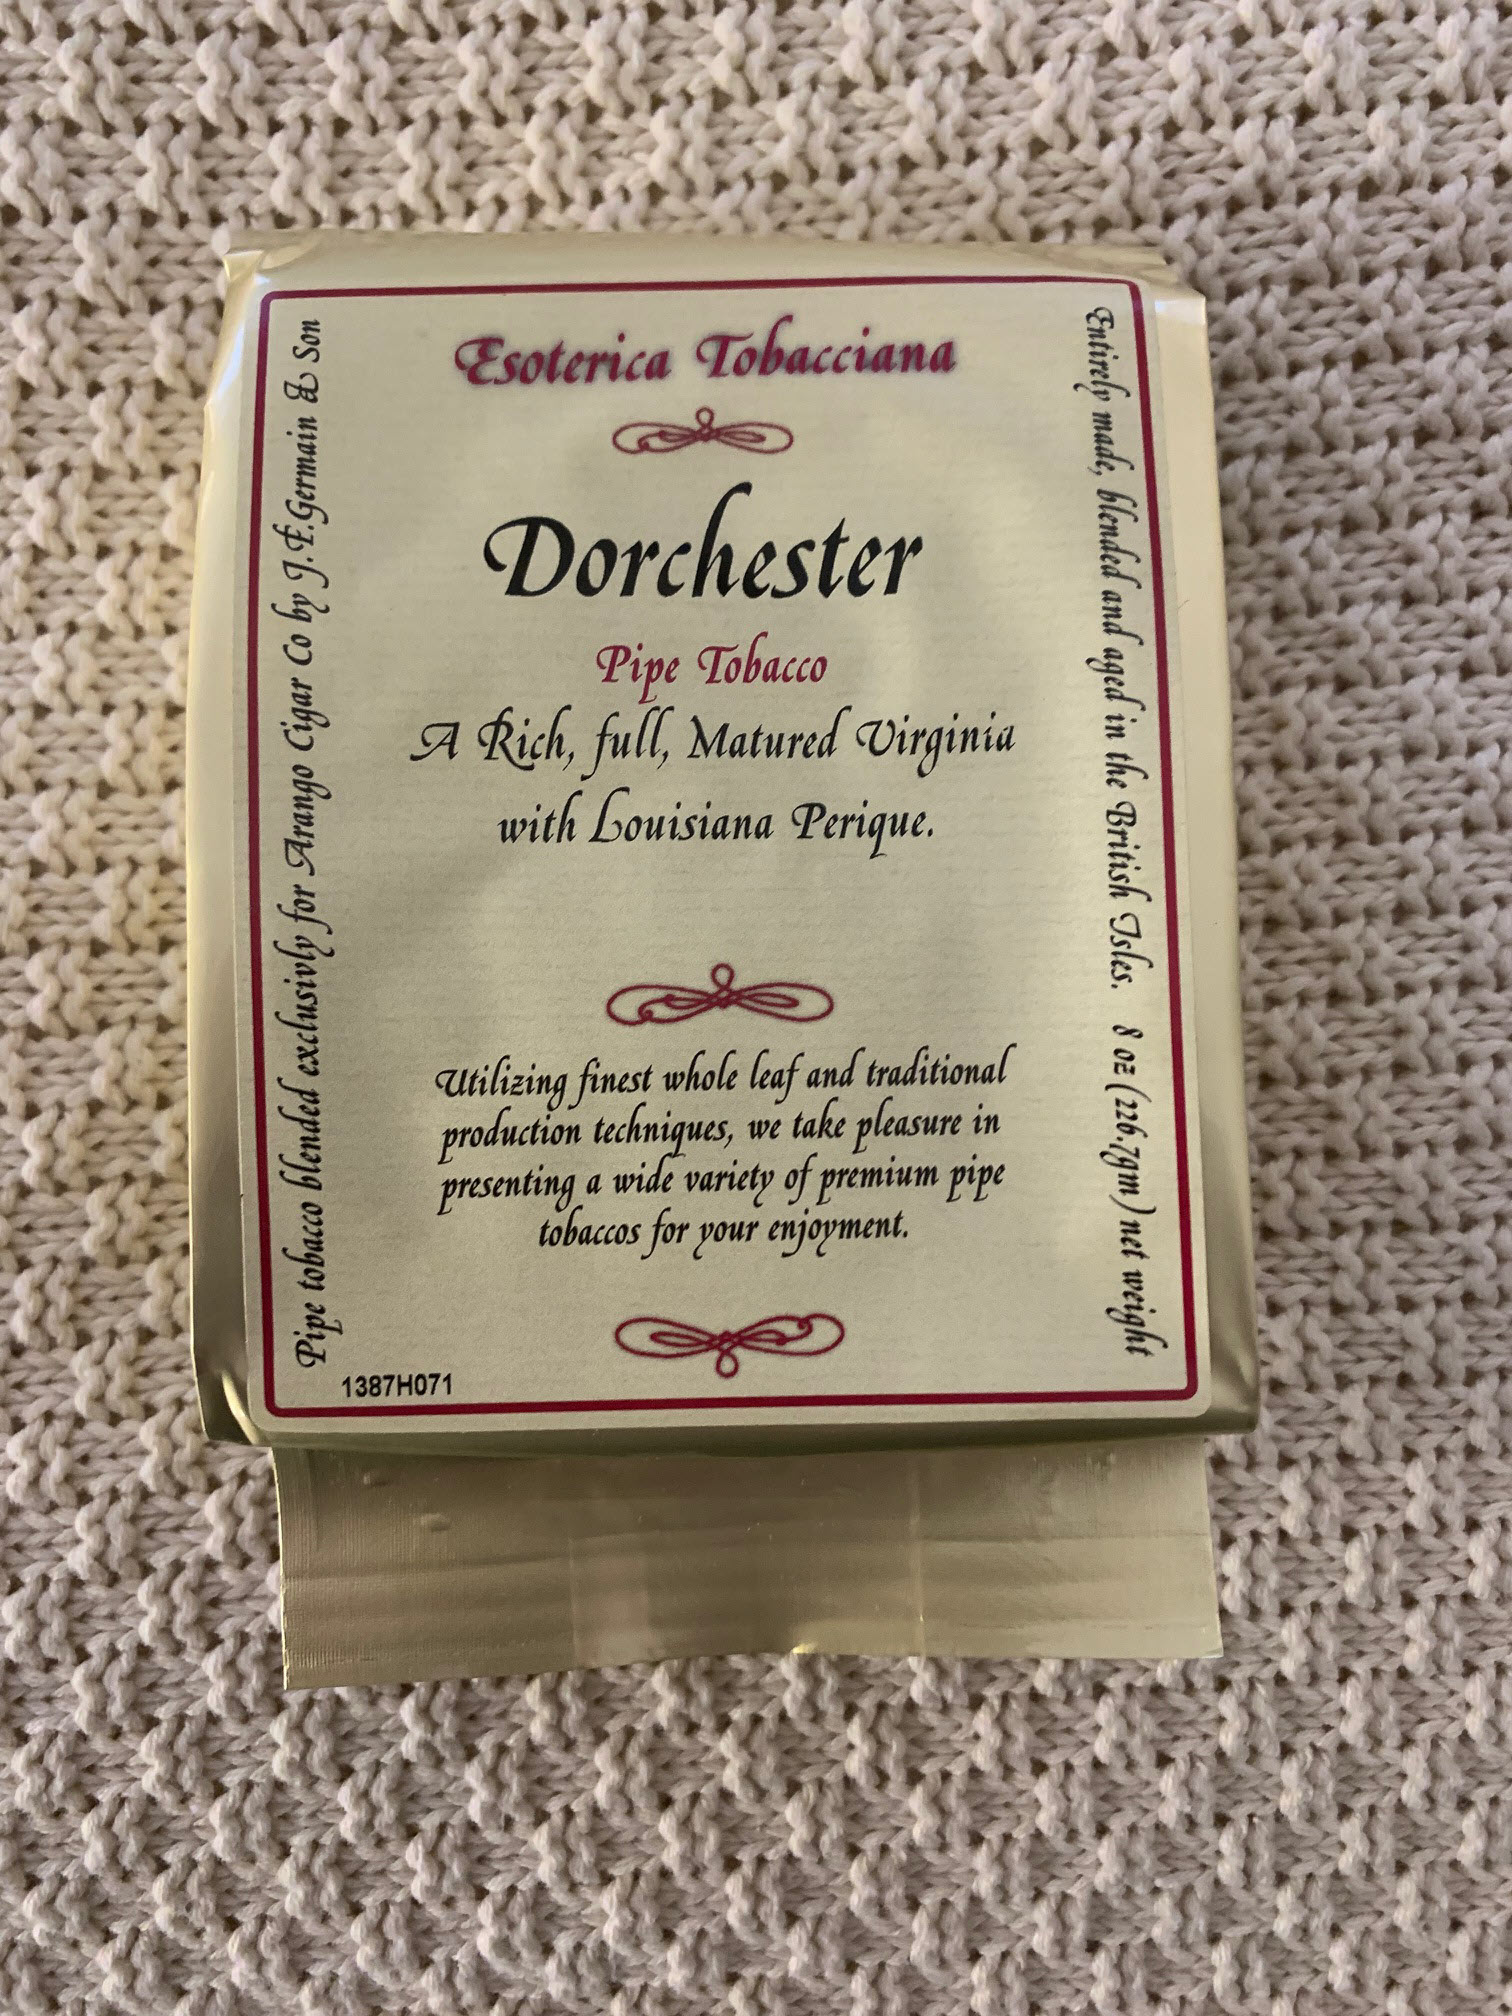 Esoterica Tobacciana
Dorchester
Pipe Tobacco
A Rich, full, Matured Virginia
with Louisiana Perique.
Utilizing finest whole leaf and traditional
production techniques, we take pleasure in
presenting a wide variety of premium pipe
tobaccos for your enjoyment.
Pipe tobacco blended exclusivly for Arango Cigar Co by J.F.Germain & Son
Entirely made, blended and aged in the British Isles. 8 oz (226.7gm) net weight
1387H071